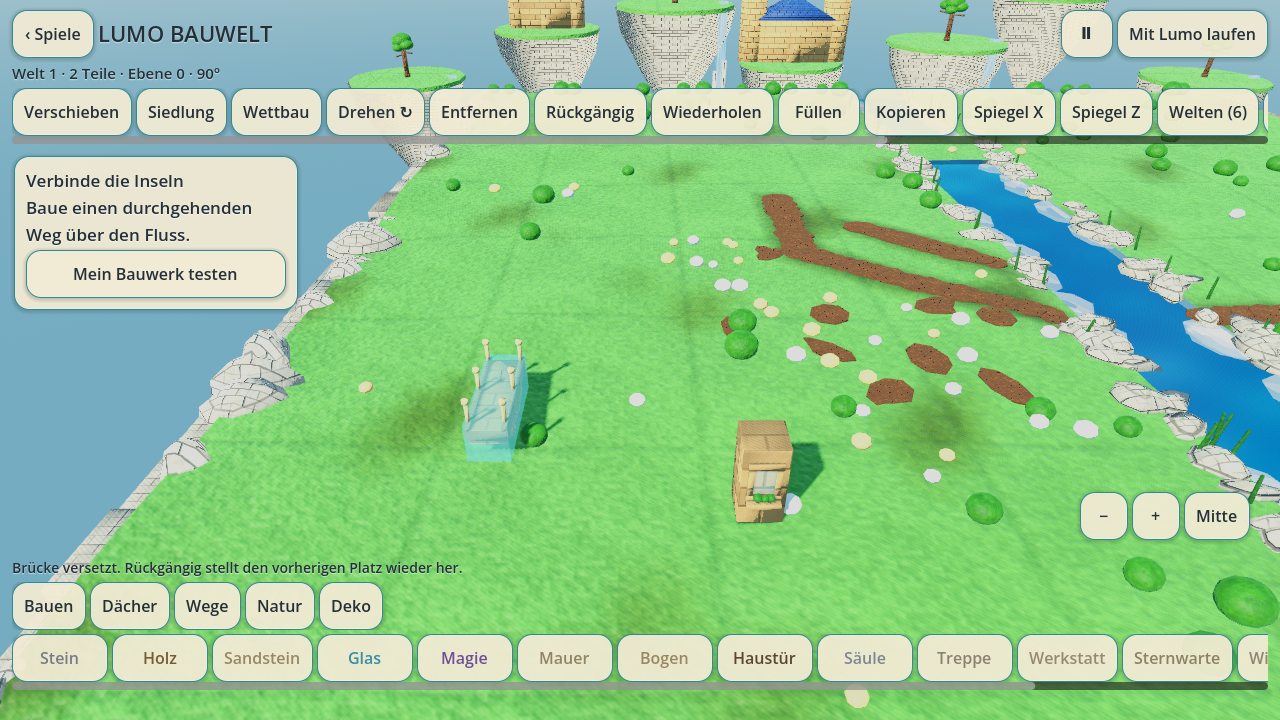 ‹ Spiele
LUMO BAUWELT
Mit Lumo laufen
Welt 1 · 2 Teile · Ebene 0 · 90°
Verschieben
Siedlung
Wettbau
Drehen ↻
Entfernen
Rückgängig
Wiederholen
Füllen
Kopieren
Spiegel X
Spiegel Z
Welten (6)
Verbinde die Inseln
Baue einen durchgehenden
Weg über den Fluss.
Mein Bauwerk testen
−
+
Mitte
Brücke versetzt. Rückgängig stellt den vorherigen Platz wieder her.
Bauen
Dächer
Wege
Natur
Deko
Stein
Holz
Sandstein
Glas
Magie
Mauer
Bogen
Haustür
Säule
Treppe
Werkstatt
Sternwarte
Wi